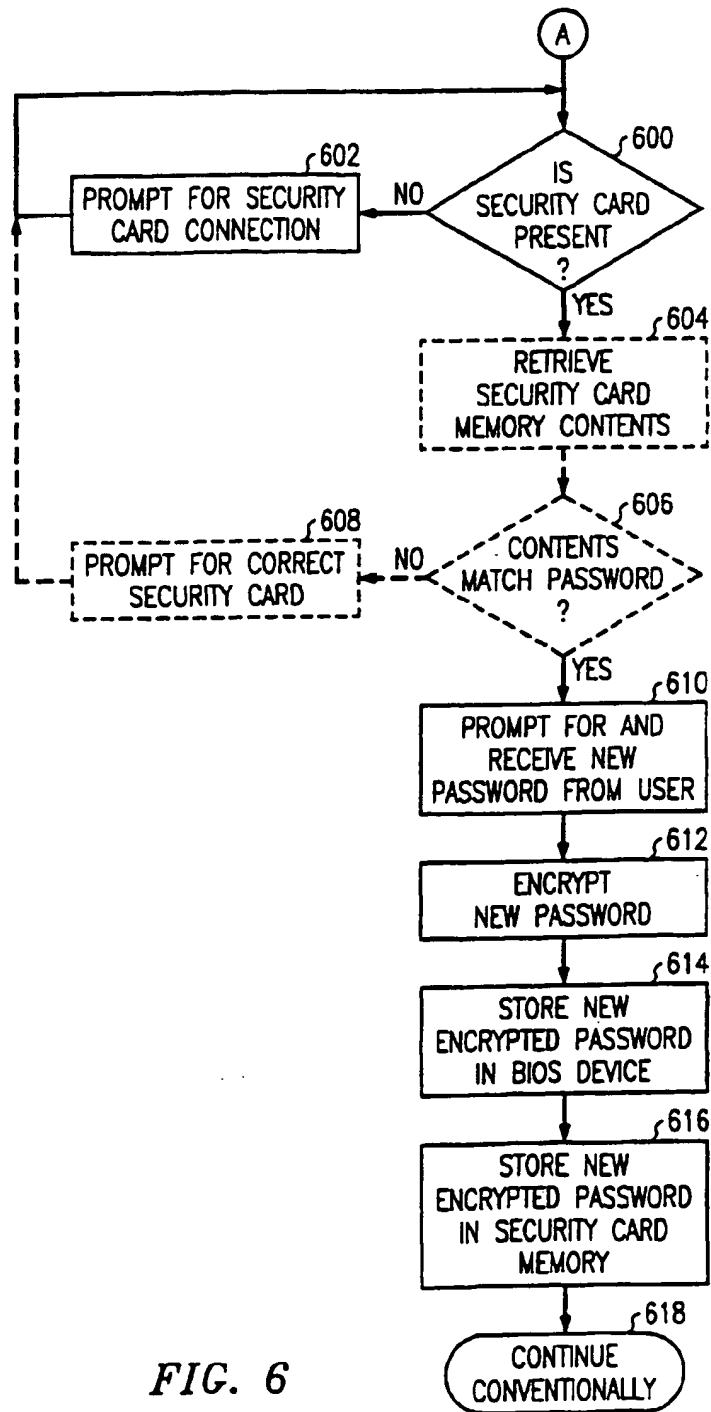 A
600
IS
SECURITY CARD
PRESENT
?
NO
602
PROMPT FOR SECURITY
CARD CONNECTION
YES
604
RETRIEVE
SECURITY CARD
MEMORY CONTENTS
606
CONTENTS
MATCH PASSWORD
?
NO
608
PROMPT FOR CORRECT
SECURITY CARD
YES
610
PROMPT FOR AND
RECEIVE NEW
PASSWORD FROM USER
612
ENCRYPT
NEW PASSWORD
614
STORE NEW
ENCRYPTED PASSWORD
IN BIOS DEVICE
616
STORE NEW
ENCRYPTED PASSWORD
IN SECURITY CARD
MEMORY
618
CONTINUE
CONVENTIONALLY
FIG. 6